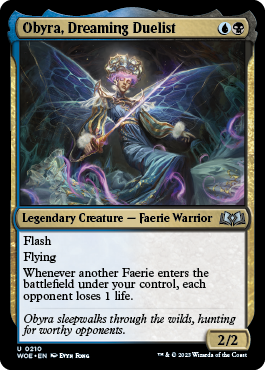 Obyra, Dreaming Duelist
Legendary Creature — Faerie Warrior
Flash
Flying
Whenever another Faerie enters the
battlefield under your control, each
opponent loses 1 life.
Obyra sleepwalks through the wilds, hunting
for worthy opponents.
2/2
U 0210
WOE • EN Evyn Fong
™ & © 2023 Wizards of the Coast